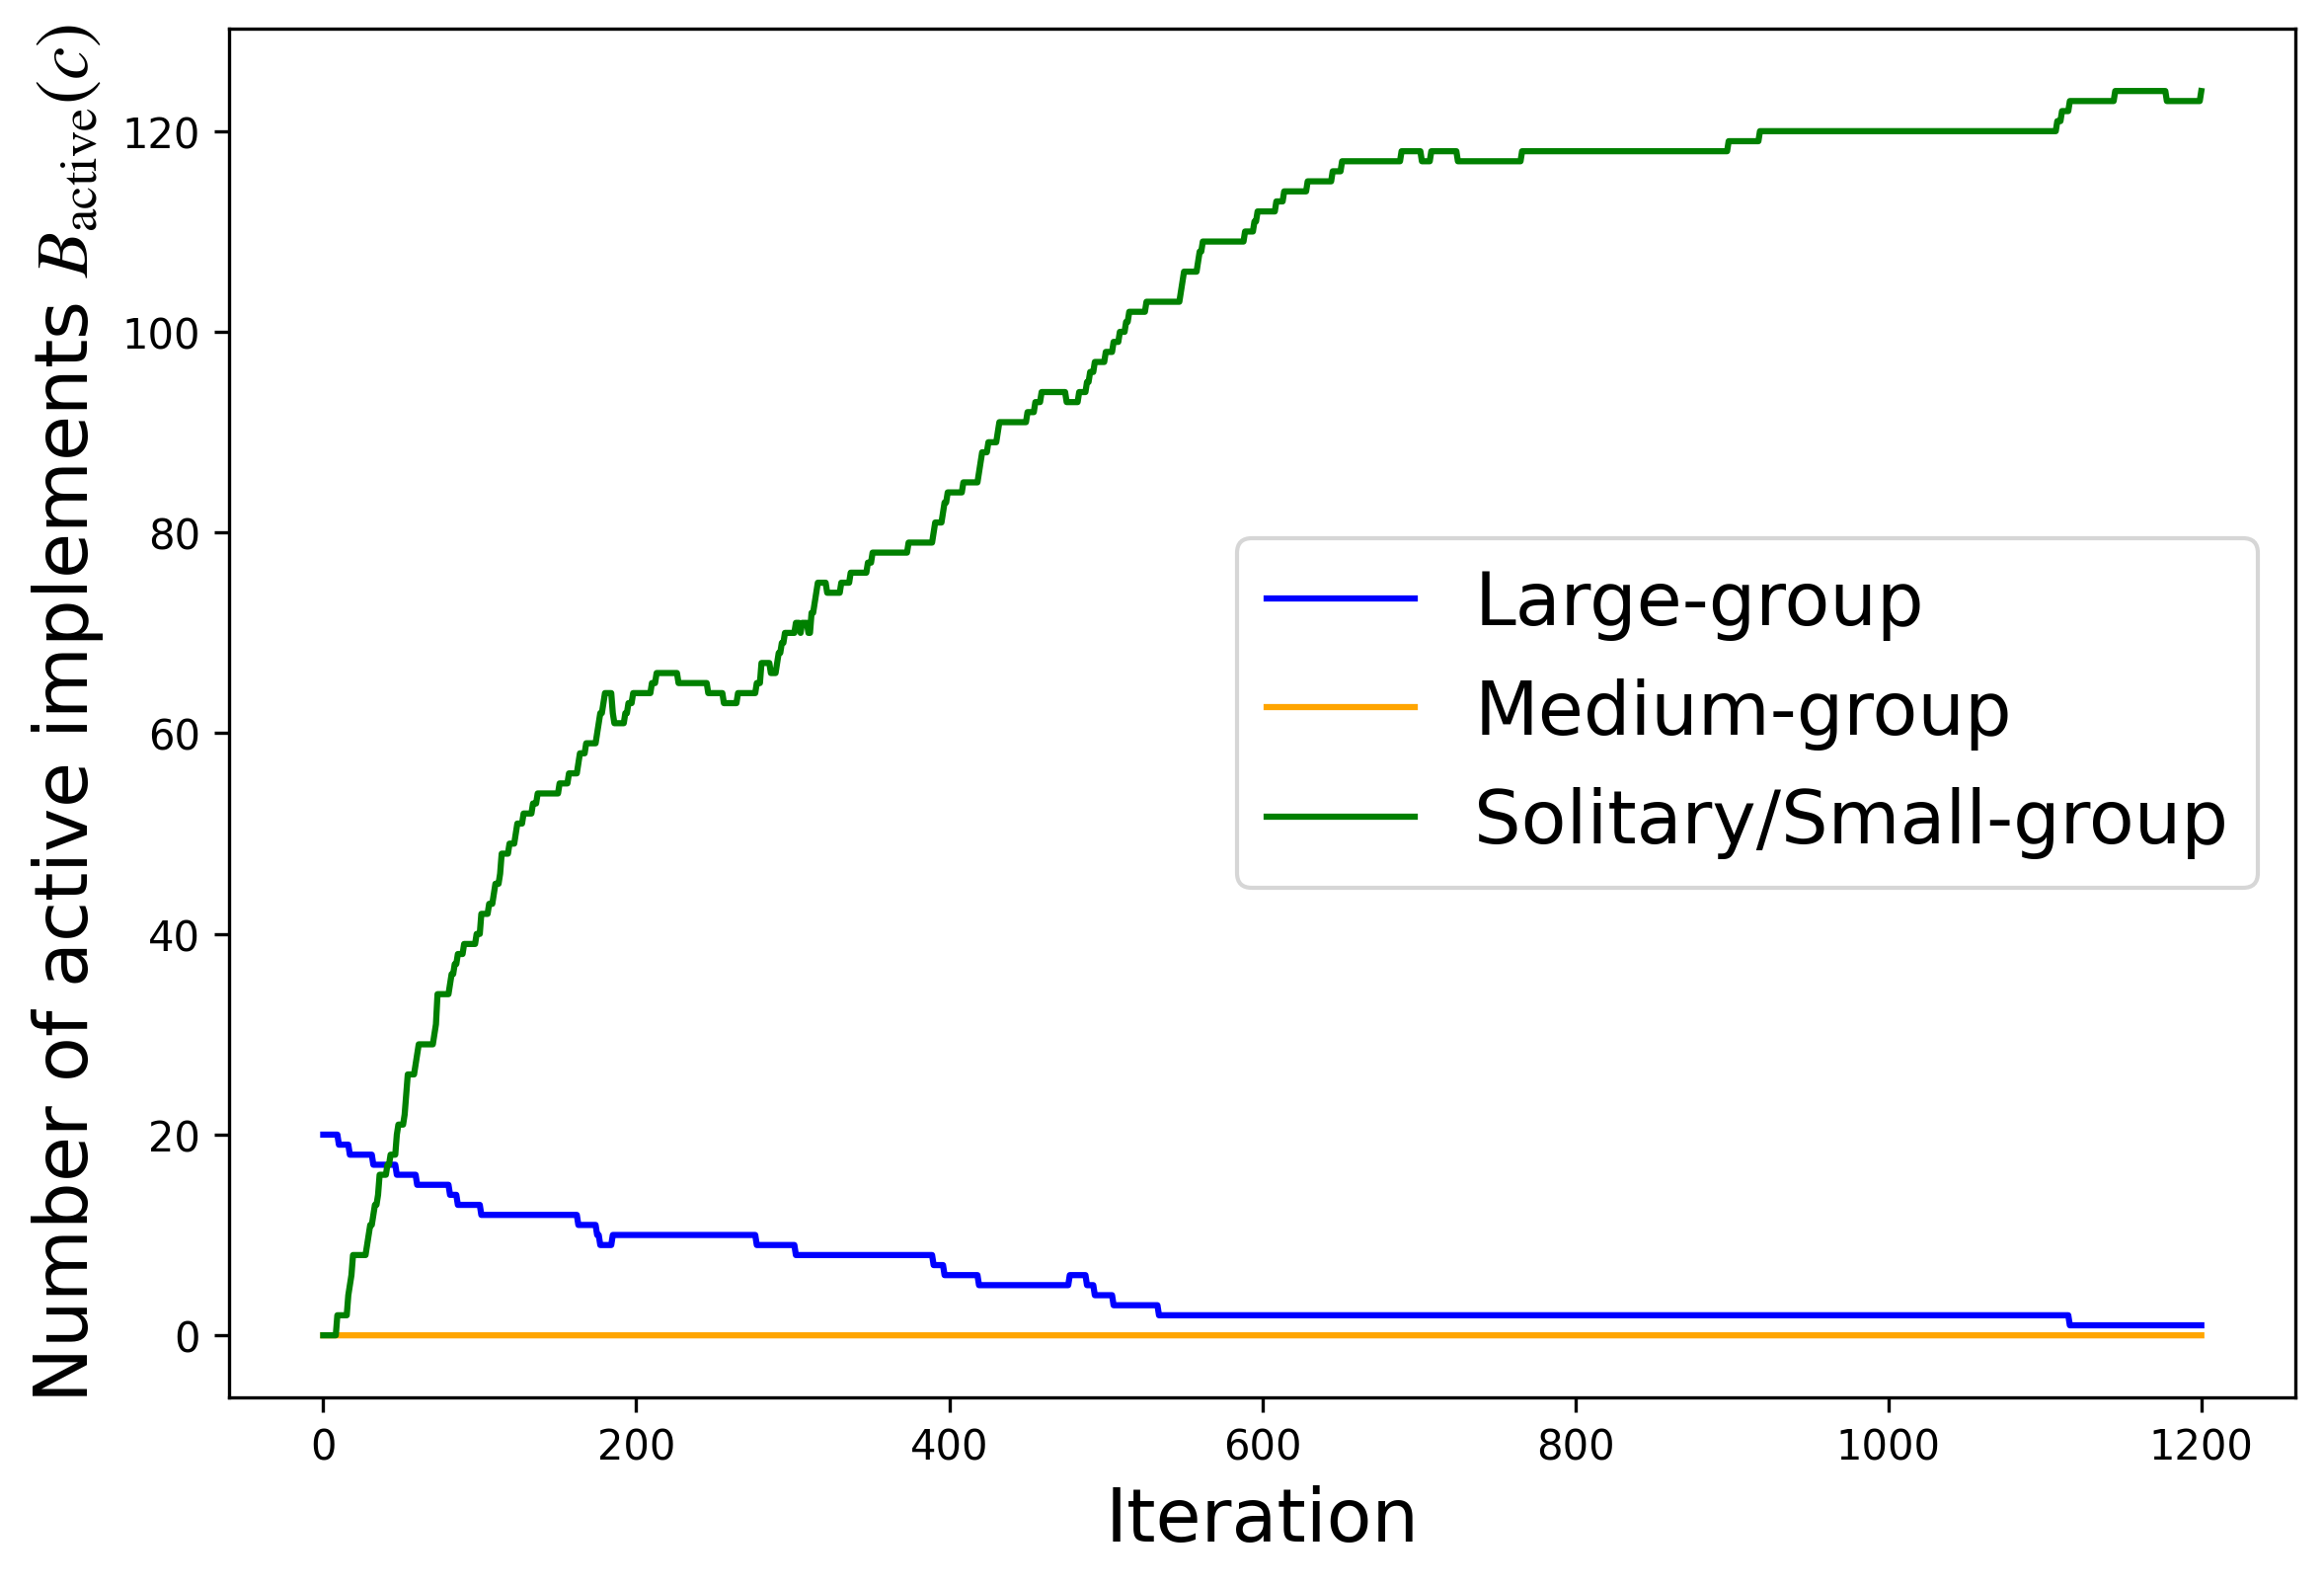 Number of active implements B_active(c)
120
100
80
60
40
20
0
Large-group
Medium-group
Solitary/Small-group
0 200 400 600 800 1000 1200
Iteration